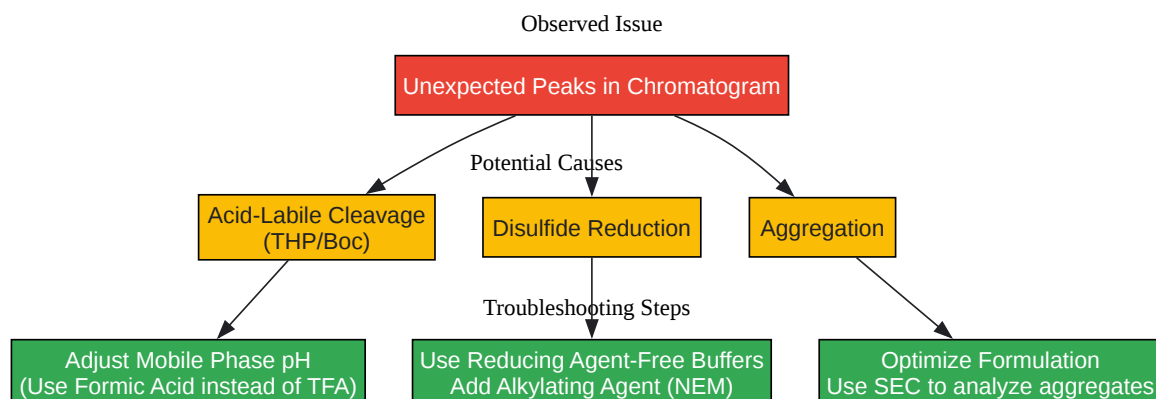 Observed Issue
Unexpected Peaks in Chromatogram
Potential Causes
Acid-Labile Cleavage
(THP/Boc)
Disulfide Reduction
Aggregation
Troubleshooting Steps
Adjust Mobile Phase pH
(Use Formic Acid instead of TFA)
Use Reducing Agent-Free Buffers
Add Alkylating Agent (NEM)
Optimize Formulation
Use SEC to analyze aggregates